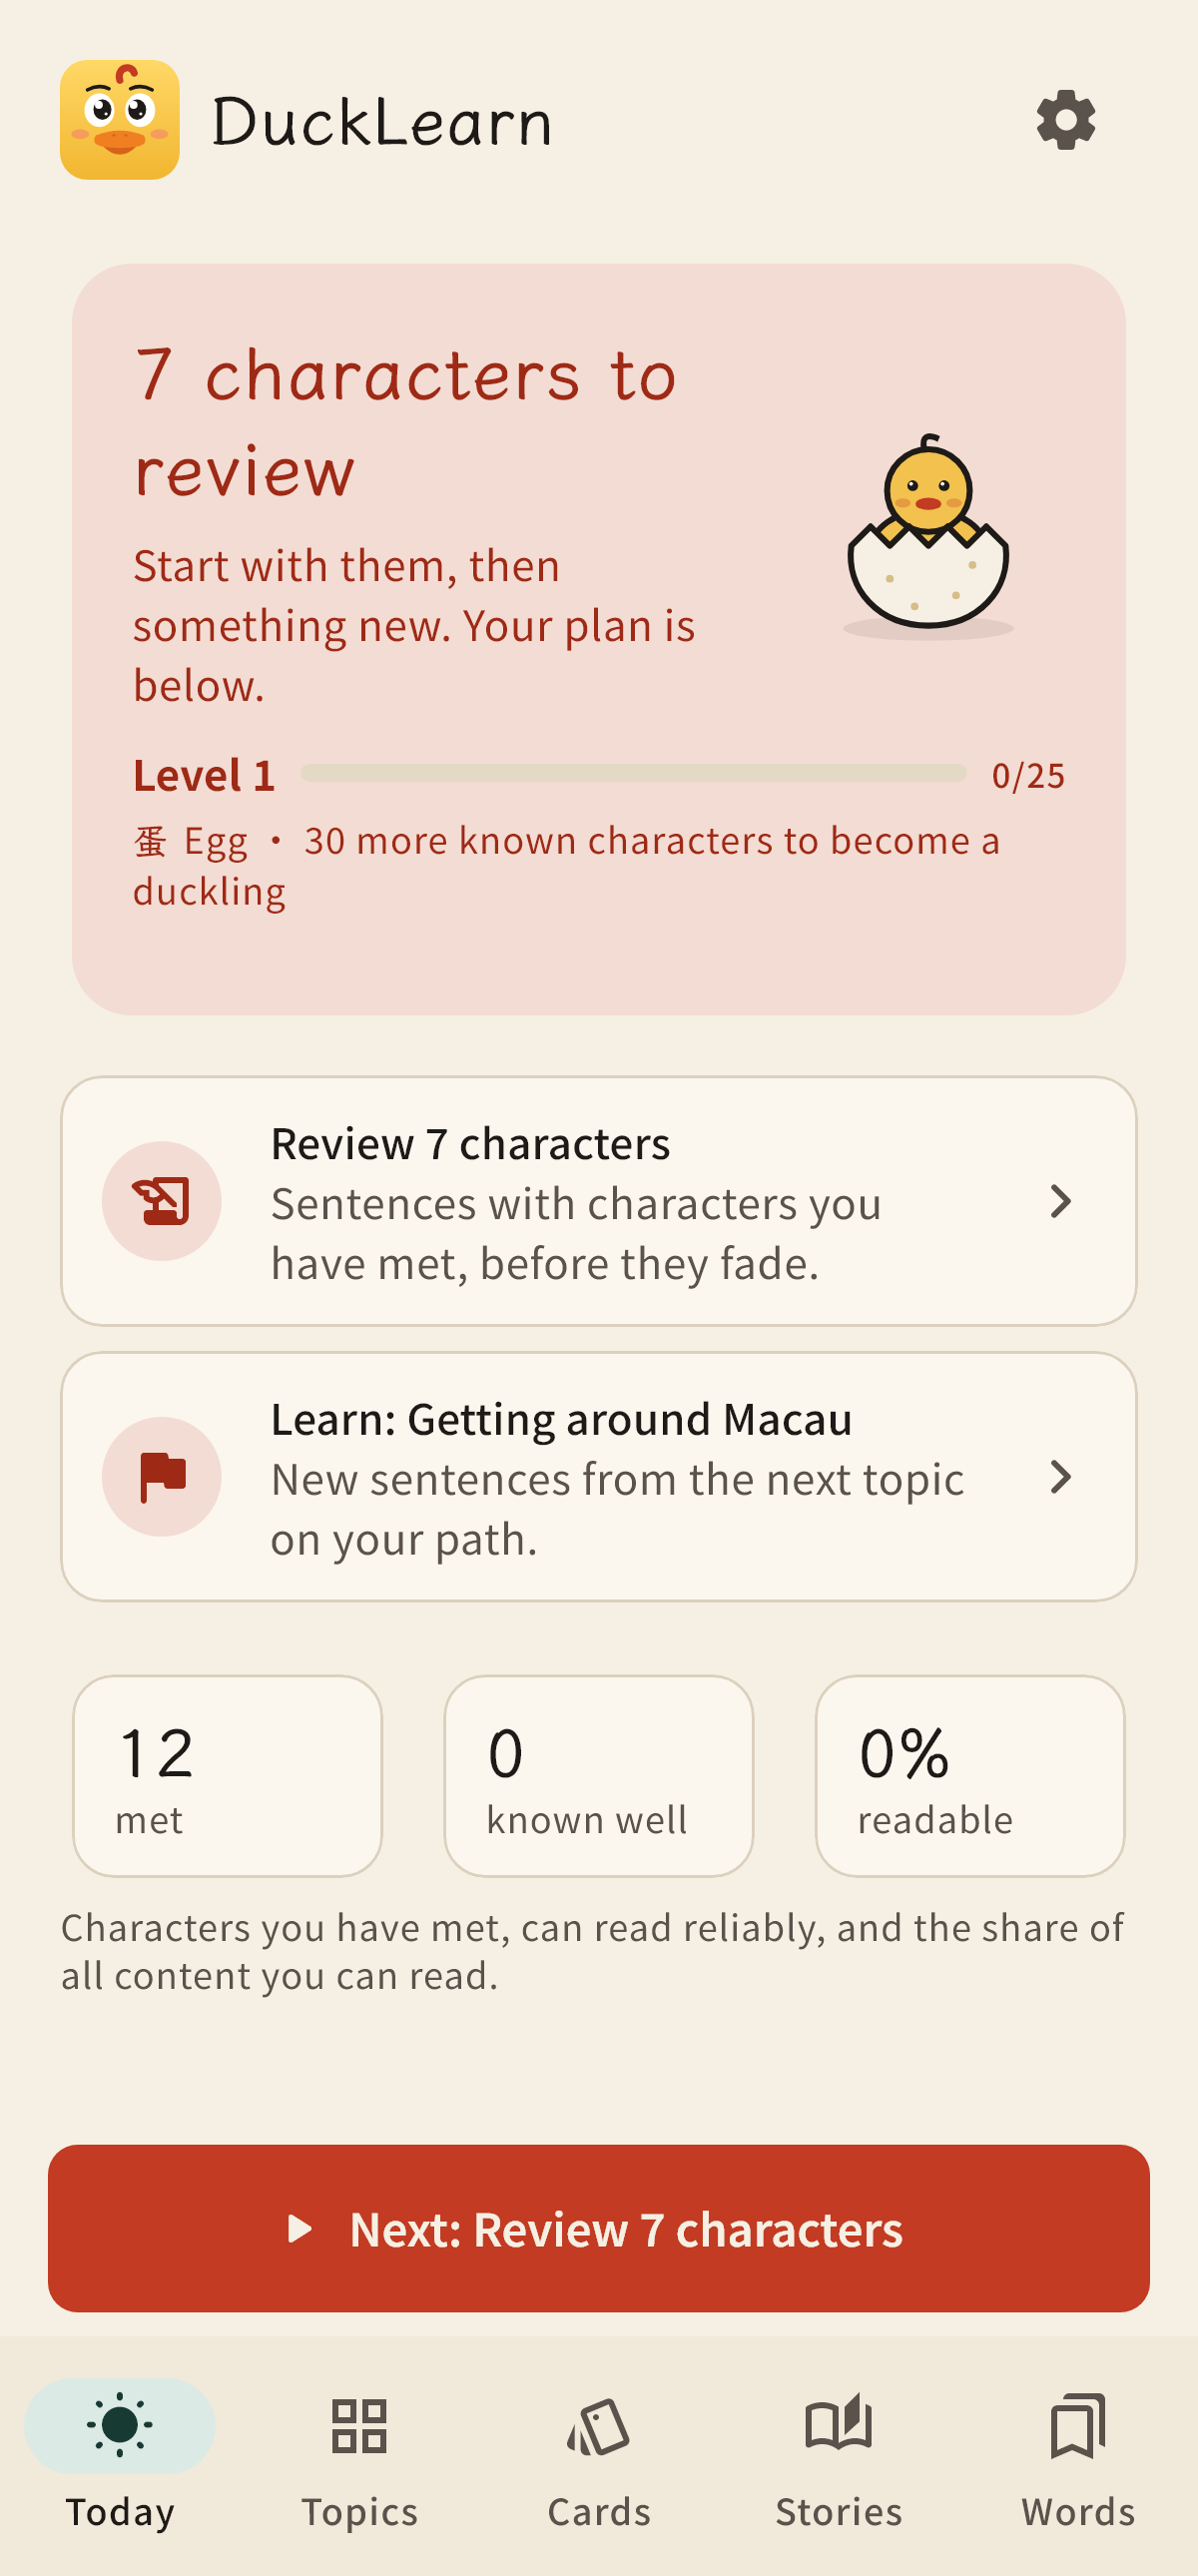 DuckLearn
7 characters to
review
Start with them, then
something new. Your plan is
below.
Level 1 0/25
蛋 Egg · 30 more known characters to become a
duckling
Review 7 characters
Sentences with characters you
have met, before they fade.
Learn: Getting around Macau
New sentences from the next topic
on your path.
12 0 0%
met known well readable
Characters you have met, can read reliably, and the share of
all content you can read.
Next: Review 7 characters
Today Topics Cards Stories Words